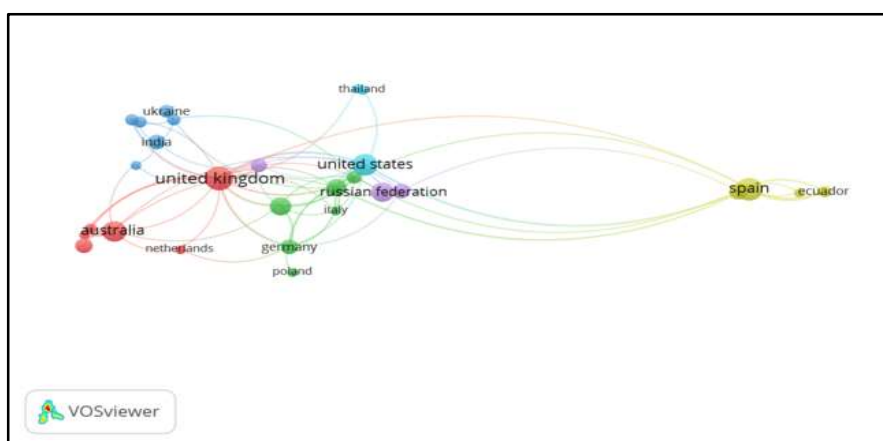 thailand
ukraine
india
united states
united kingdom
russian federation
spain
ecuador
italy
australia
netherlands
germany
poland
VOSviewer